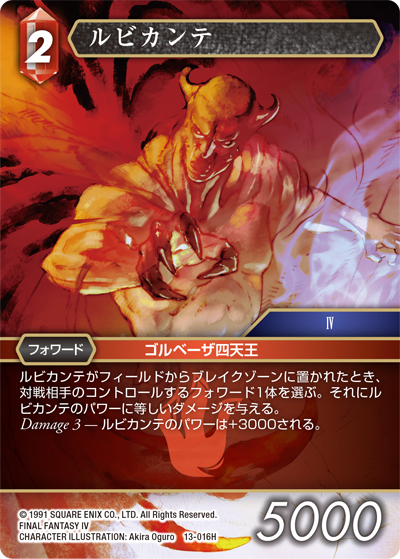 2
ルビカンテ
IV
フォワード
ゴルベーザ四天王
ルビカンテがフィールドからブレイクゾーンに置かれたとき、
対戦相手のコントロールするフォワード1体を選ぶ。それにル
ビカンテのパワーに等しいダメージを与える。
Damage 3 ― ルビカンテのパワーは+3000される。
© 1991 SQUARE ENIX CO., LTD. All Rights Reserved.
FINAL FANTASY IV
CHARACTER ILLUSTRATION: Akira Oguro 13-016H
5000